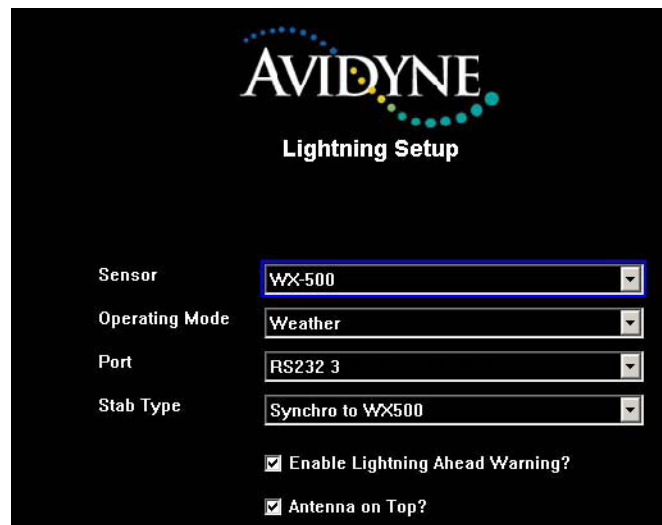 AVIDYNE
Lightning Setup
Sensor WX-500
Operating Mode Weather
Port RS232 3
Stab Type Synchro to WX500
Enable Lightning Ahead Warning?
Antenna on Top?